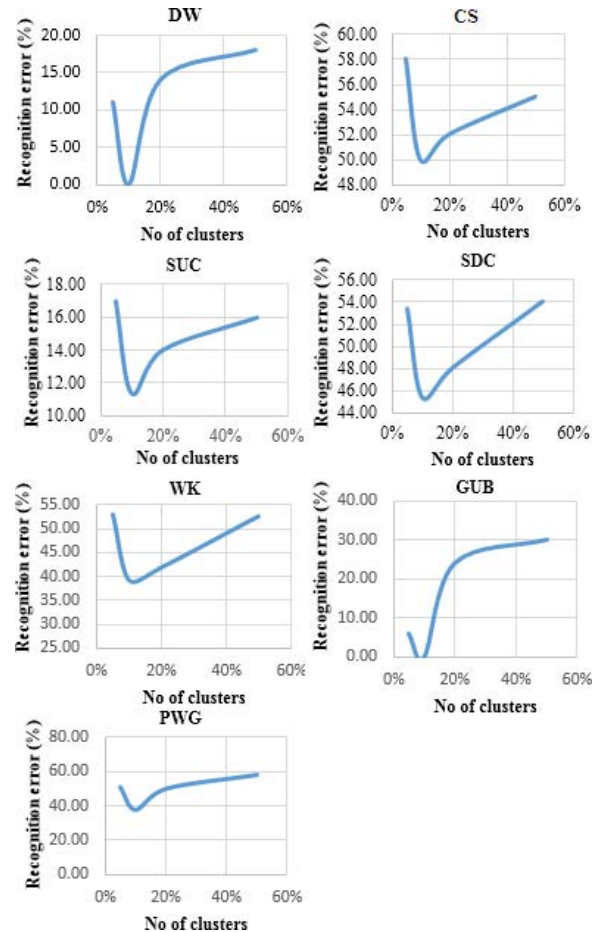 DW
Recognition error (%)
20.00
15.00
10.00
5.00
0.00
0% 20% 40% 60%
No of clusters
CS
Recognition error (%)
60.00
58.00
56.00
54.00
52.00
50.00
48.00
0% 20% 40% 60%
No of clusters
SUC
Recognition error (%)
18.00
16.00
14.00
12.00
10.00
0% 20% 40% 60%
No of clusters
SDC
Recognition error (%)
56.00
54.00
52.00
50.00
48.00
46.00
44.00
0% 20% 40% 60%
No of clusters
WK
Recognition error (%)
55.00
50.00
45.00
40.00
35.00
30.00
25.00
0% 20% 40% 60%
No of clusters
GUB
Recognition error (%)
40.00
30.00
20.00
10.00
0.00
0% 20% 40% 60%
No of clusters
PWG
Recognition error (%)
80.00
60.00
40.00
20.00
0.00
0% 20% 40% 60%
No of clusters